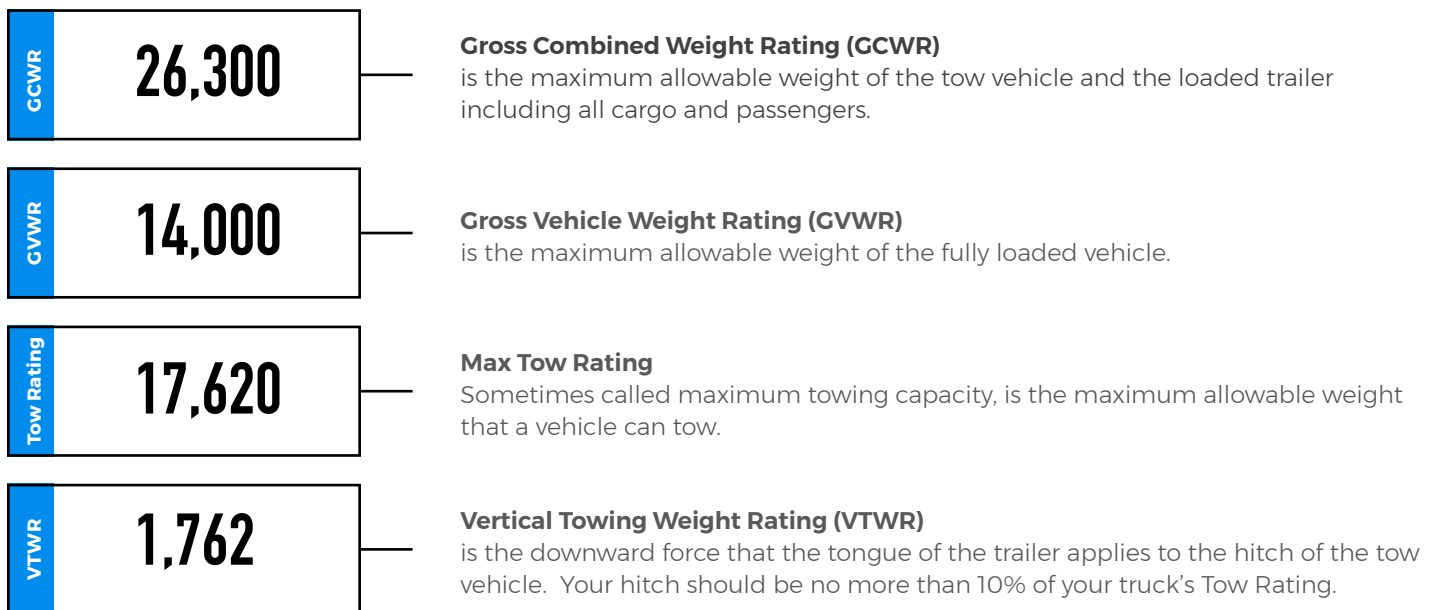 GCWR
26,300
Gross Combined Weight Rating (GCWR)
is the maximum allowable weight of the tow vehicle and the loaded trailer
including all cargo and passengers.
GVWR
14,000
Gross Vehicle Weight Rating (GVWR)
is the maximum allowable weight of the fully loaded vehicle.
Tow Rating
17,620
Max Tow Rating
Sometimes called maximum towing capacity, is the maximum allowable weight
that a vehicle can tow.
VTWR
1,762
Vertical Towing Weight Rating (VTWR)
is the downward force that the tongue of the trailer applies to the hitch of the tow
vehicle.  Your hitch should be no more than 10% of your truck's Tow Rating.